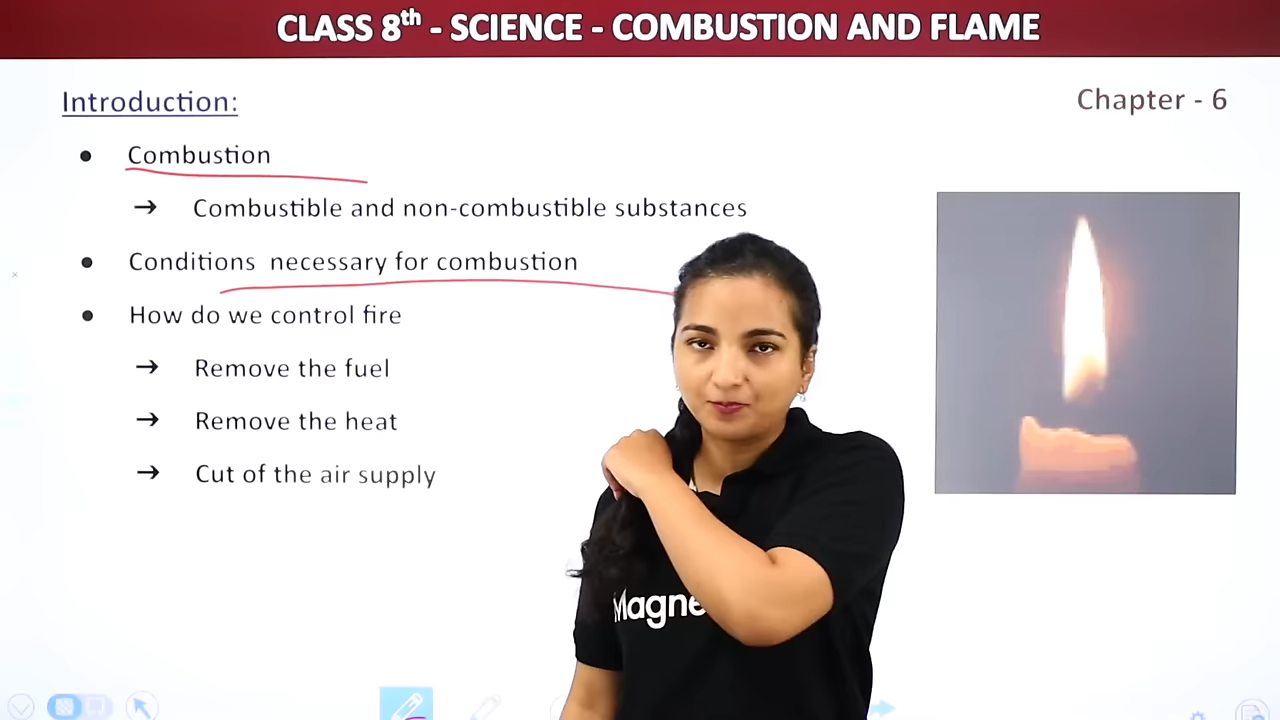 CLASS 8th - SCIENCE - COMBUSTION AND FLAME
Introduction:
Chapter - 6
● Combustion
→ Combustible and non-combustible substances
● Conditions necessary for combustion
● How do we control fire
→ Remove the fuel
→ Remove the heat
→ Cut of the air supply
Magne